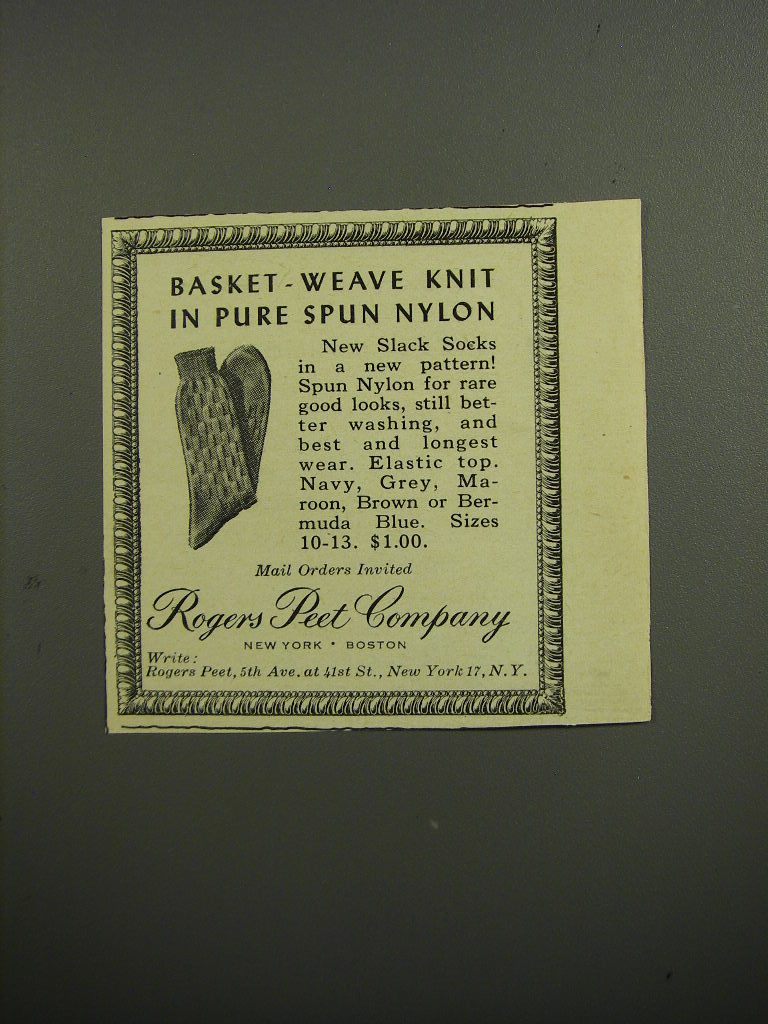 BASKET-WEAVE KNIT
IN PURE SPUN NYLON
New Slack Socks
in a new pattern!
Spun Nylon for rare
good looks, still bet-
ter washing, and
best and longest
wear. Elastic top.
Navy, Grey, Ma-
roon, Brown or Ber-
muda Blue. Sizes
10-13. $1.00.
Mail Orders Invited
Rogers Peet Company
NEW YORK • BOSTON
Write:
Rogers Peet, 5th Ave. at 41st St., New York 17, N.Y.